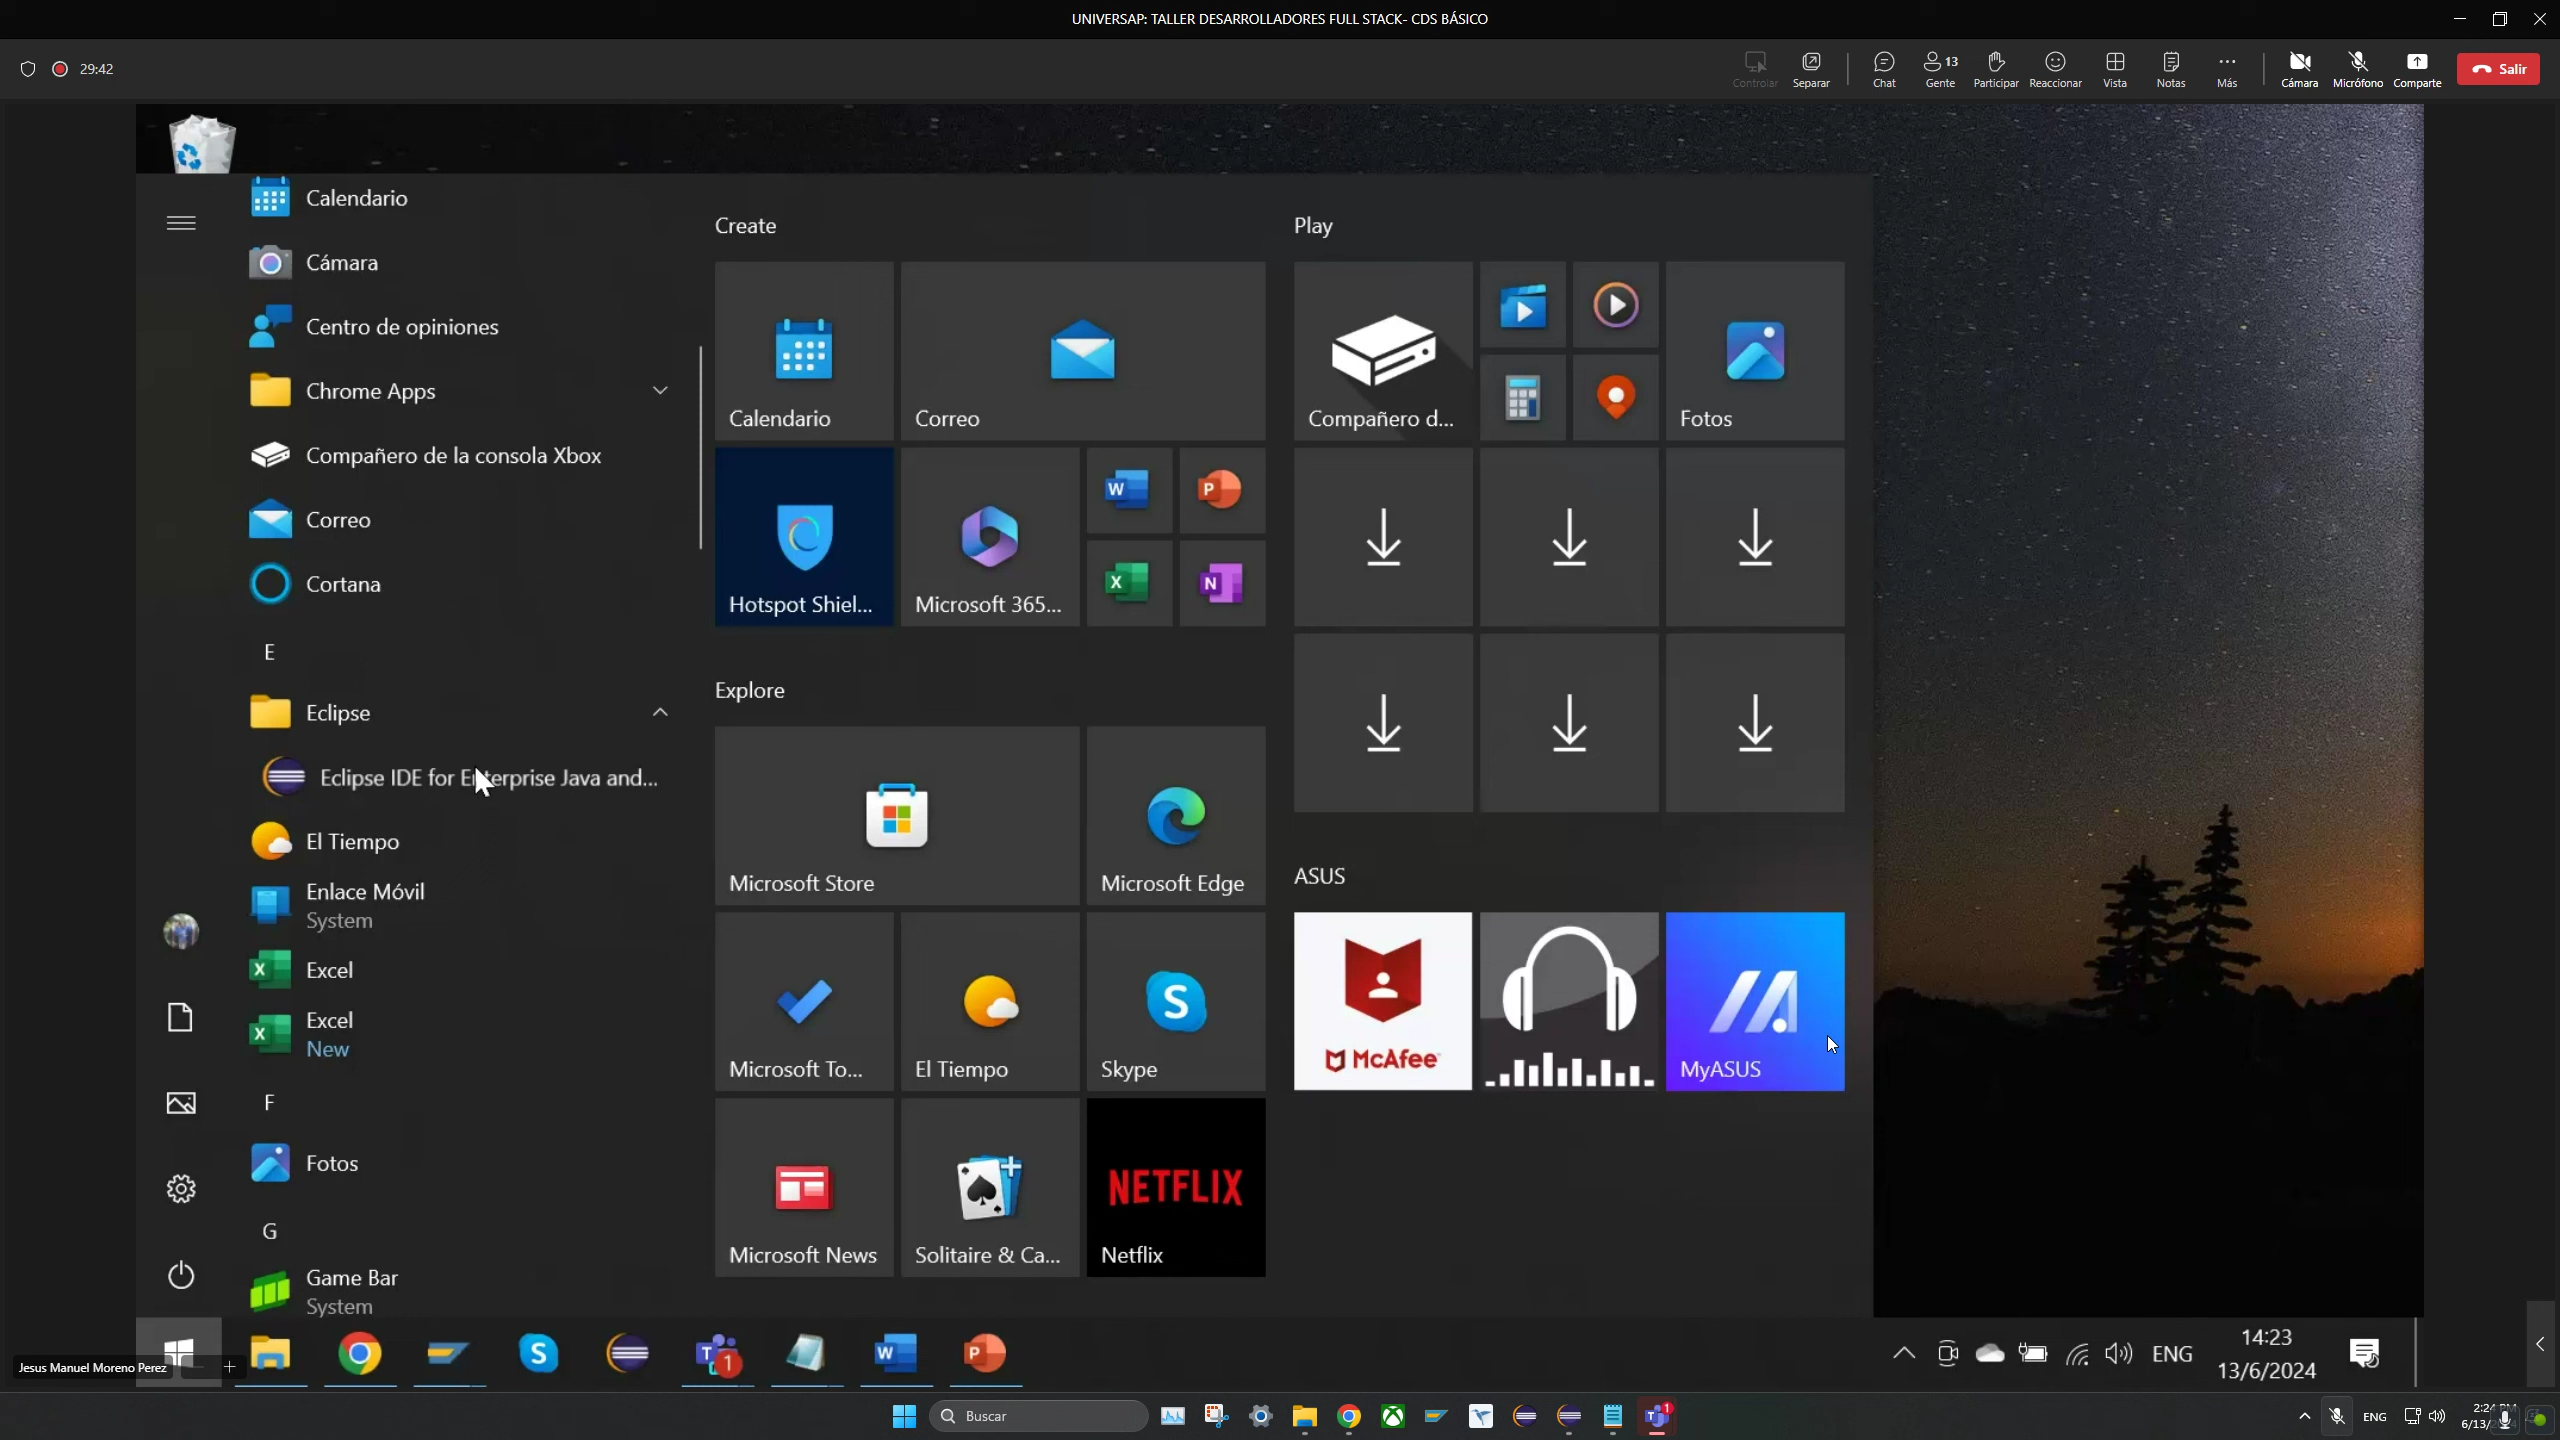 UNIVERSAP: TALLER DESARROLLADORES FULL STACK- CDS BÁSICO
29:42
Controlar
Separar
Chat
13
Gente
Participar
Reaccionar
Vista
Notas
Más
Cámara
Micrófono
Comparte
Salir
Calendario
Cámara
Centro de opiniones
Chrome Apps
Compañero de la consola Xbox
Correo
Cortana
E
Eclipse
Eclipse IDE for Enterprise Java and...
El Tiempo
Enlace Móvil
System
Excel
Excel
New
F
Fotos
G
Game Bar
System
Create
Calendario
Correo
Hotspot Shiel...
Microsoft 365...
W
P
X
N
Explore
Microsoft Store
Microsoft Edge
Microsoft To...
El Tiempo
S
Skype
Microsoft News
Solitaire & Ca...
NETFLIX
Netflix
Play
Compañero d...
Fotos
ASUS
McAfee
MyASUS
Jesus Manuel Moreno Perez
S
T
1
W
P
ENG
14:23
13/6/2024
Buscar
1
ENG